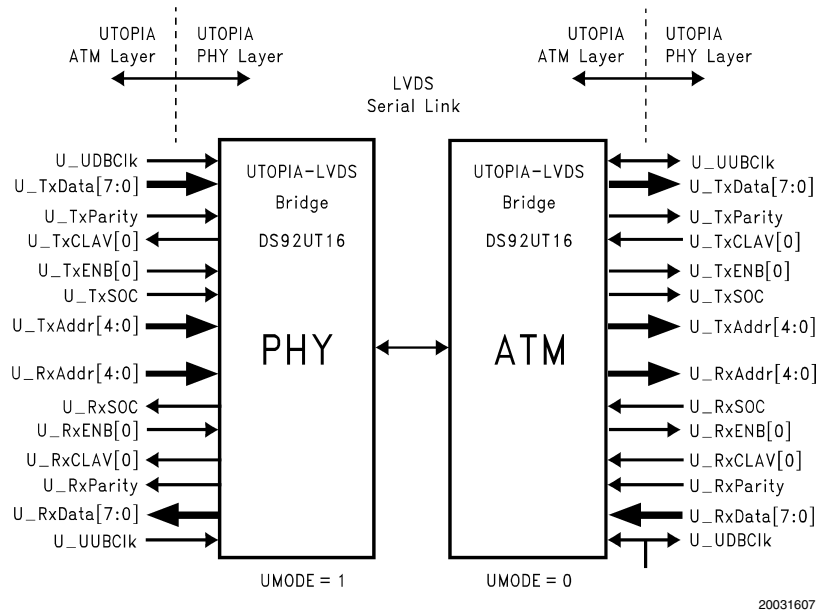 UTOPIA
ATM Layer
UTOPIA
PHY Layer
LVDS
Serial Link
UTOPIA
ATM Layer
UTOPIA
PHY Layer
U_UDBClk
U_TxData[7:0]
U_TxParity
U_TxCLAV[0]
U_TxENB[0]
U_TxSOC
U_TxAddr[4:0]
U_RxAddr[4:0]
U_RxSOC
U_RxENB[0]
U_RxCLAV[0]
U_RxParity
U_RxData[7:0]
U_UUBClk
UTOPIA-LVDS
Bridge
DS92UT16
PHY
UMODE = 1
UTOPIA-LVDS
Bridge
DS92UT16
ATM
UMODE = 0
U_UUBClk
U_TxData[7:0]
U_TxParity
U_TxCLAV[0]
U_TxENB[0]
U_TxSOC
U_TxAddr[4:0]
U_RxAddr[4:0]
U_RxSOC
U_RxENB[0]
U_RxCLAV[0]
U_RxParity
U_RxData[7:0]
U_UDBClk
20031607